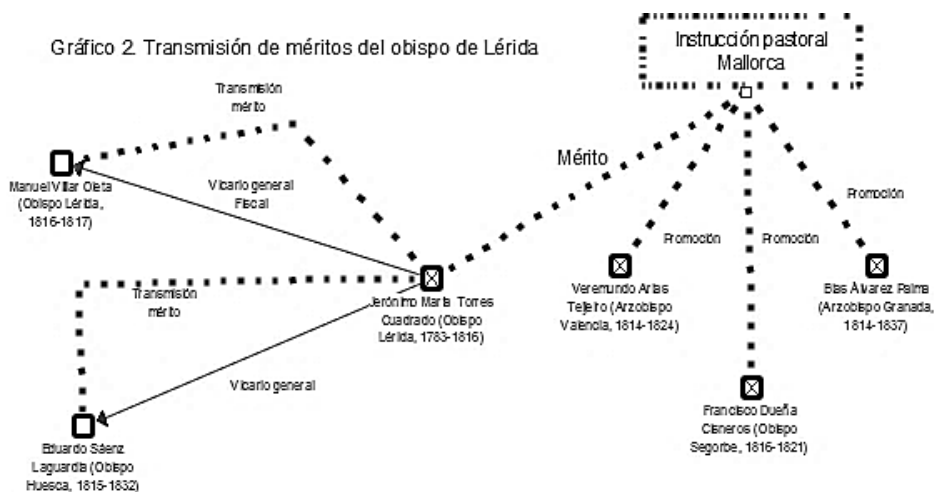 Gráfico 2. Transmisión de méritos del obispo de Lérida
Instrucción pastoral
Mallorca
Transmisión
mérito
Mérito
Manuel Villar Oleta
(Obispo Lérida,
1816-1817)
Vicario general
Fiscal
Promoción
Promoción
Promoción
Jerónimo María Torres
Cuadrado (Obispo
Lérida, 1783-1816)
Veremundo Arias
Tejeiro (Arzobispo
Valencia, 1814-1824)
Blas Álvarez Palma
(Arzobispo Granada,
1814-1837)
Transmisión
mérito
Vicario general
Francisco Dueña
Cisneros (Obispo
Segorbe, 1816-1821)
Eduardo Sáenz
Laguardia (Obispo
Huesca, 1815-1832)